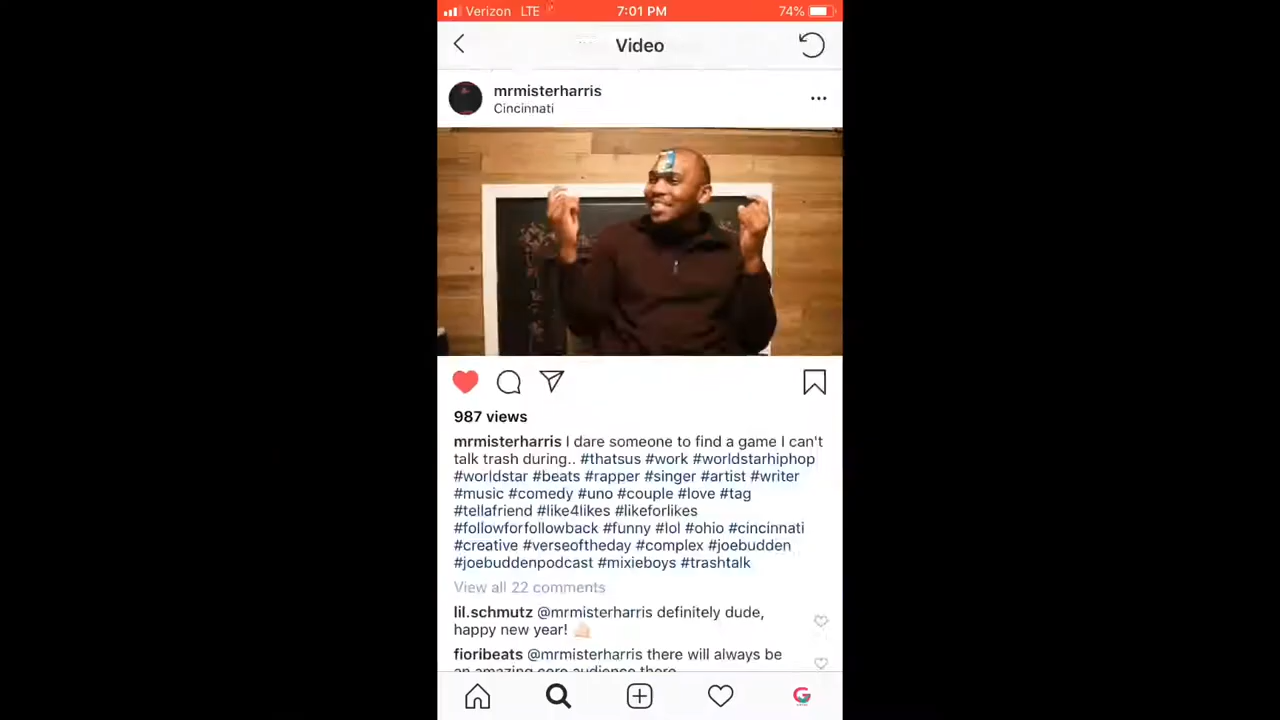 Verizon LTE 7:01 PM 74%
Video
mrmisterharris
Cincinnati
987 views
mrmisterharris I dare someone to find a game I can't
talk trash during.. #thatsus #work #worldstarhiphop
#worldstar #beats #rapper #singer #artist #writer
#music #comedy #uno #couple #love #tag
#tellafriend #like4likes #likeforlikes
#followforfollowback #funny #lol #ohio #cincinnati
#creative #verseoftheday #complex #joebudden
#joebuddenpodcast #mixieboys #trashtalk
View all 22 comments
lil.schmutz @mrmisterharris definitely dude,
happy new year!
fioribeats @mrmisterharris there will always be
an amazing core audience there